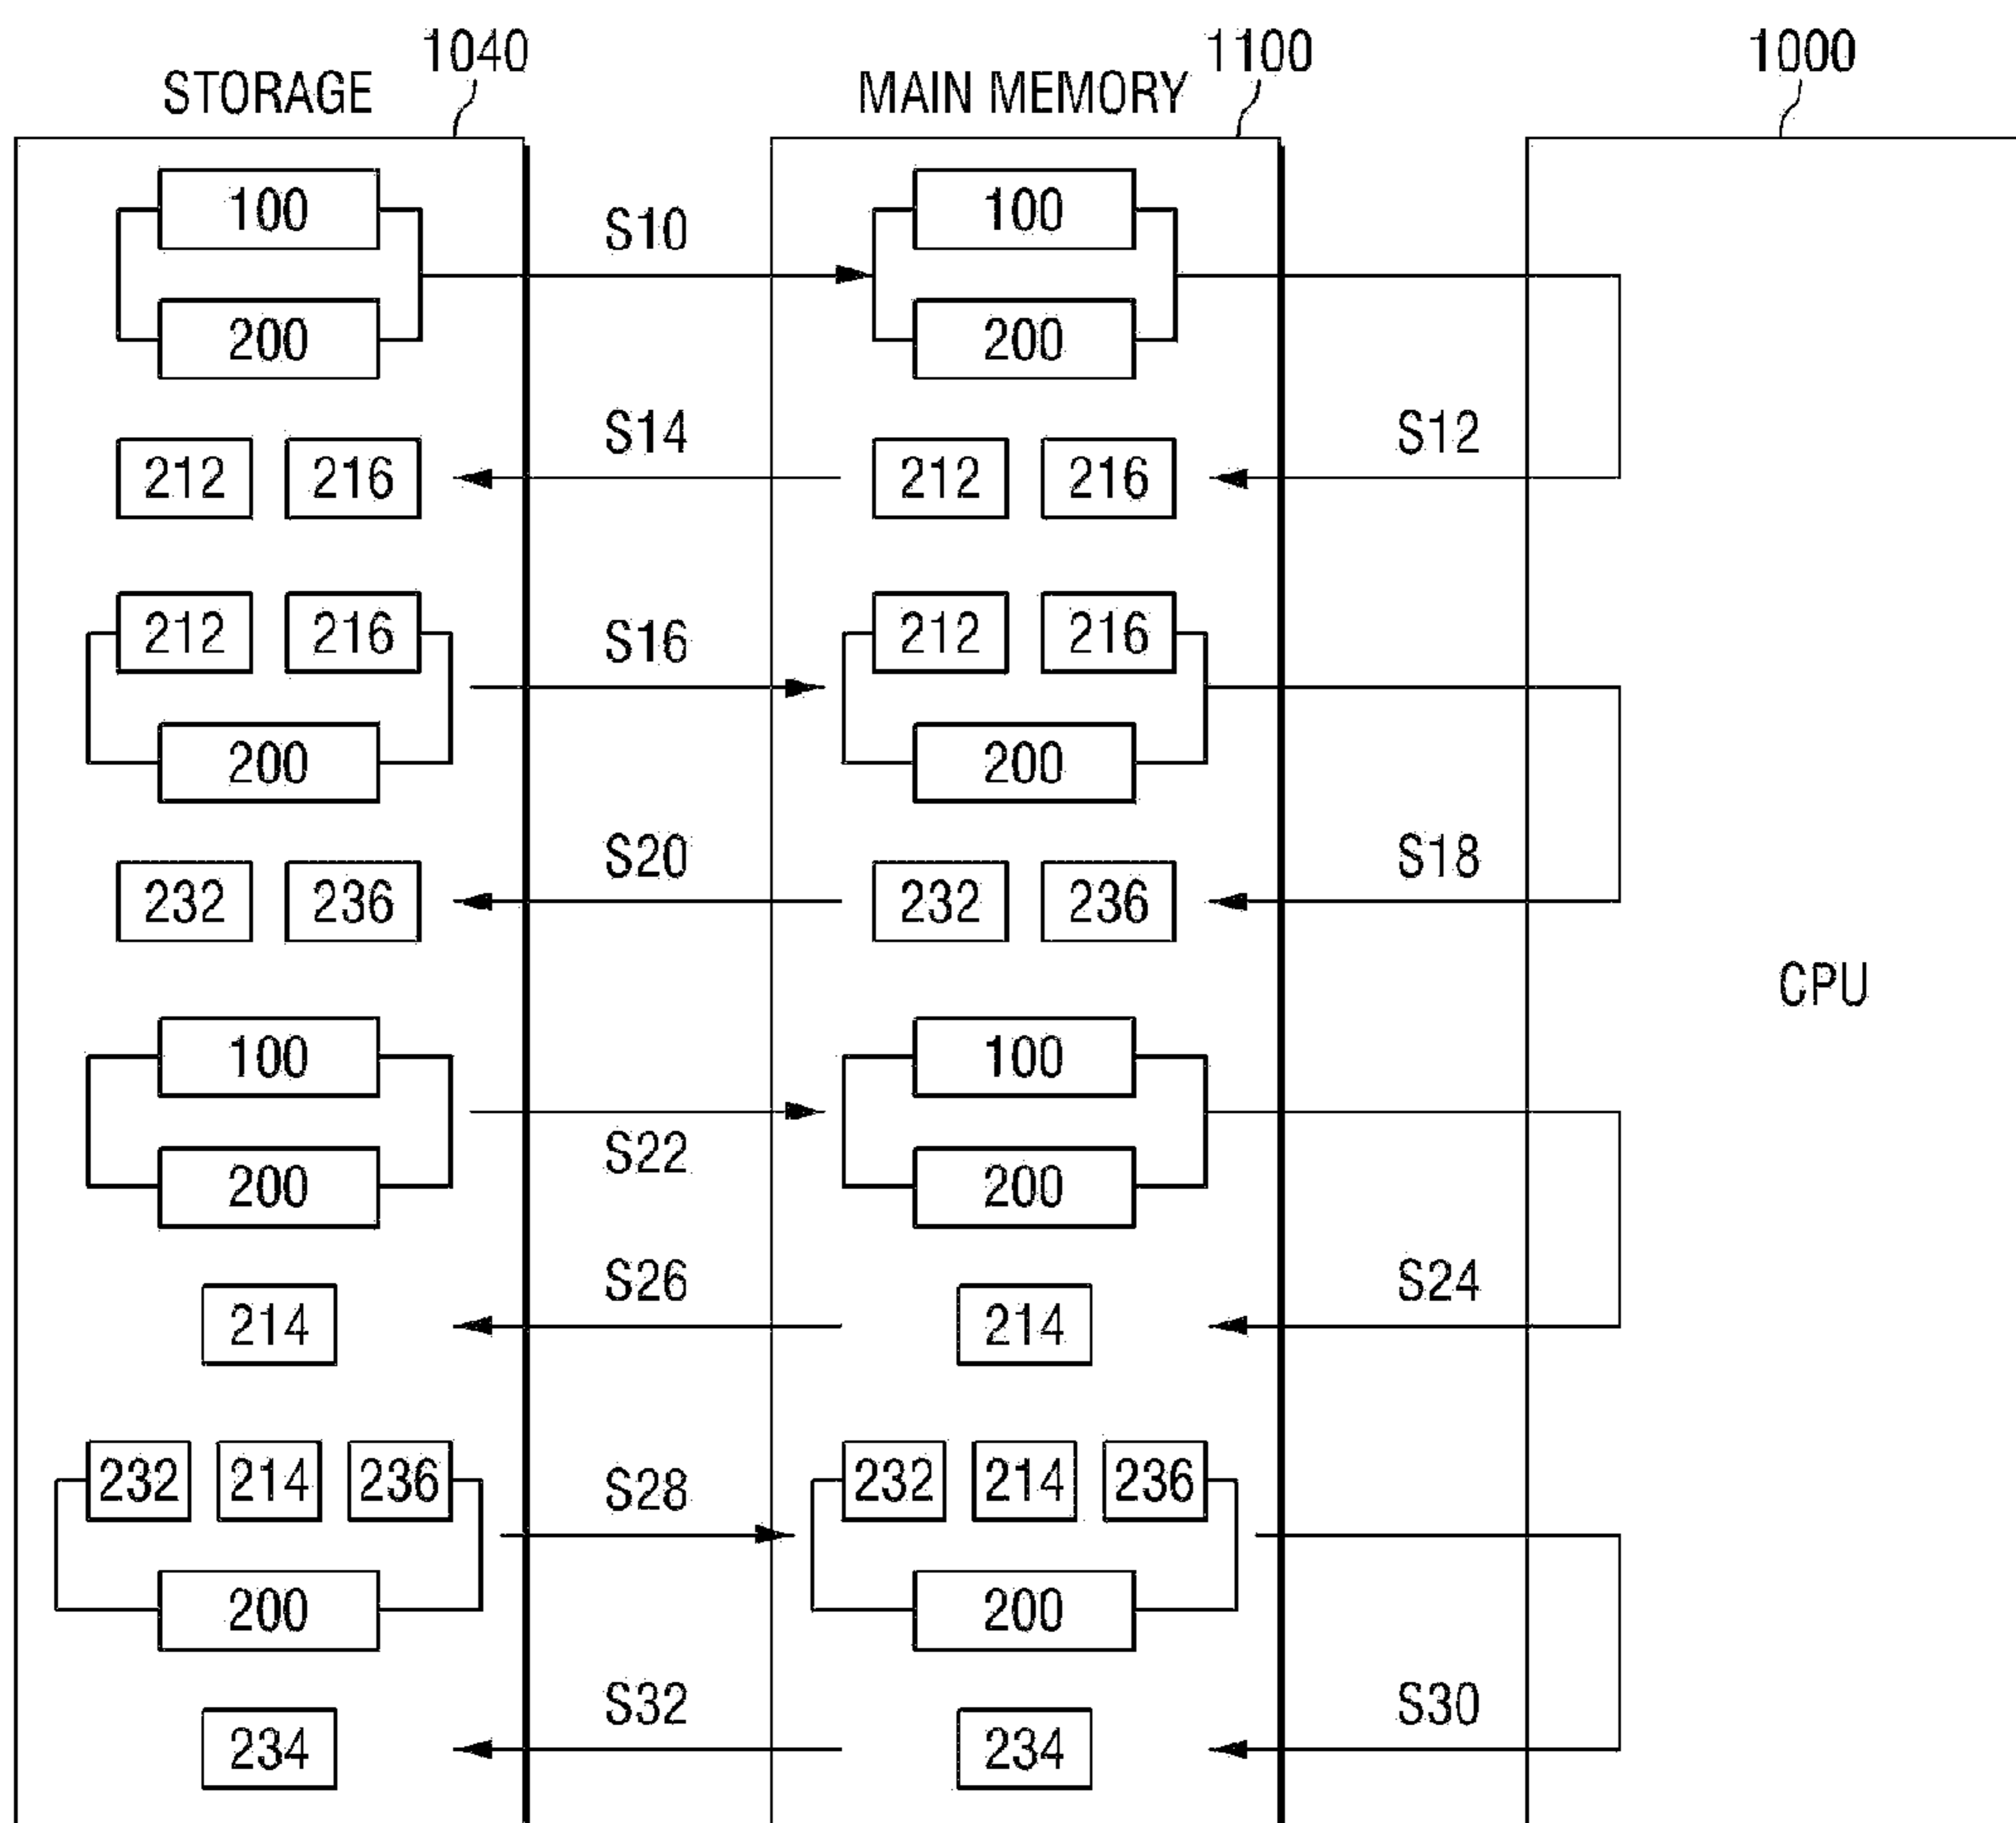 1040 1100 1000
STORAGE MAIN MEMORY
100 100
S10
200 200
S14 S12
212 216 212 216
212 216 S16 212 216
200 200
S20 S18
232 236 232 236
CPU
100 100
S22
200 200
S26 S24
214 214
232 214 236 S28 232 214 236
200 200
S32 S30
234 234